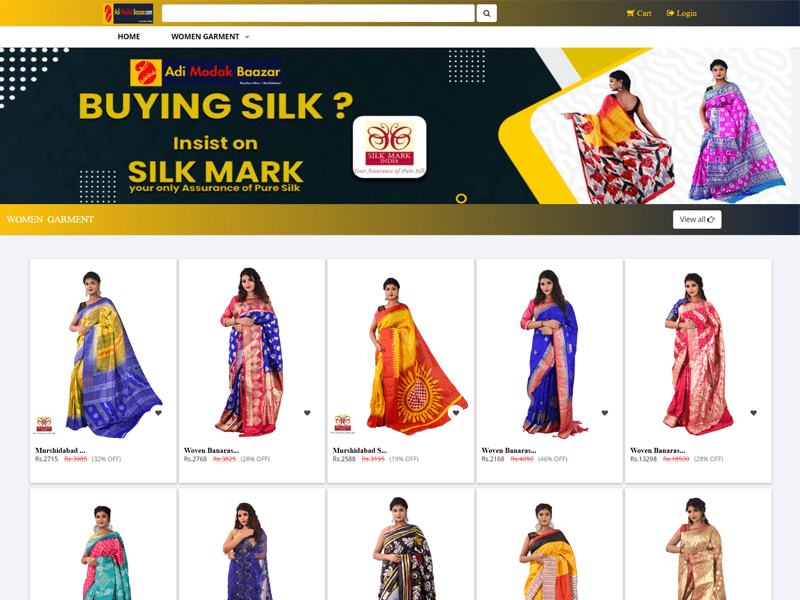 Adi Modak Baazar.com
Cart
Login
HOME
WOMEN GARMENT
Adi Modak Baazar
BUYING SILK ?
Insist on
SILK MARK
your only Assurance of Pure Silk
SILK MARK
INDIA
Your Assurance of Pure Silk
WOMEN GARMENT
View all
Murshidabad ...
Rs.2715 Rs.3985 (32% OFF)
Woven Banaras...
Rs.2768 Rs.3825 (28% OFF)
Murshidabad S...
Rs.2588 Rs.3195 (19% OFF)
Woven Banaras...
Rs.2168 Rs.4050 (46% OFF)
Woven Banaras...
Rs.13298 Rs.18500 (28% OFF)